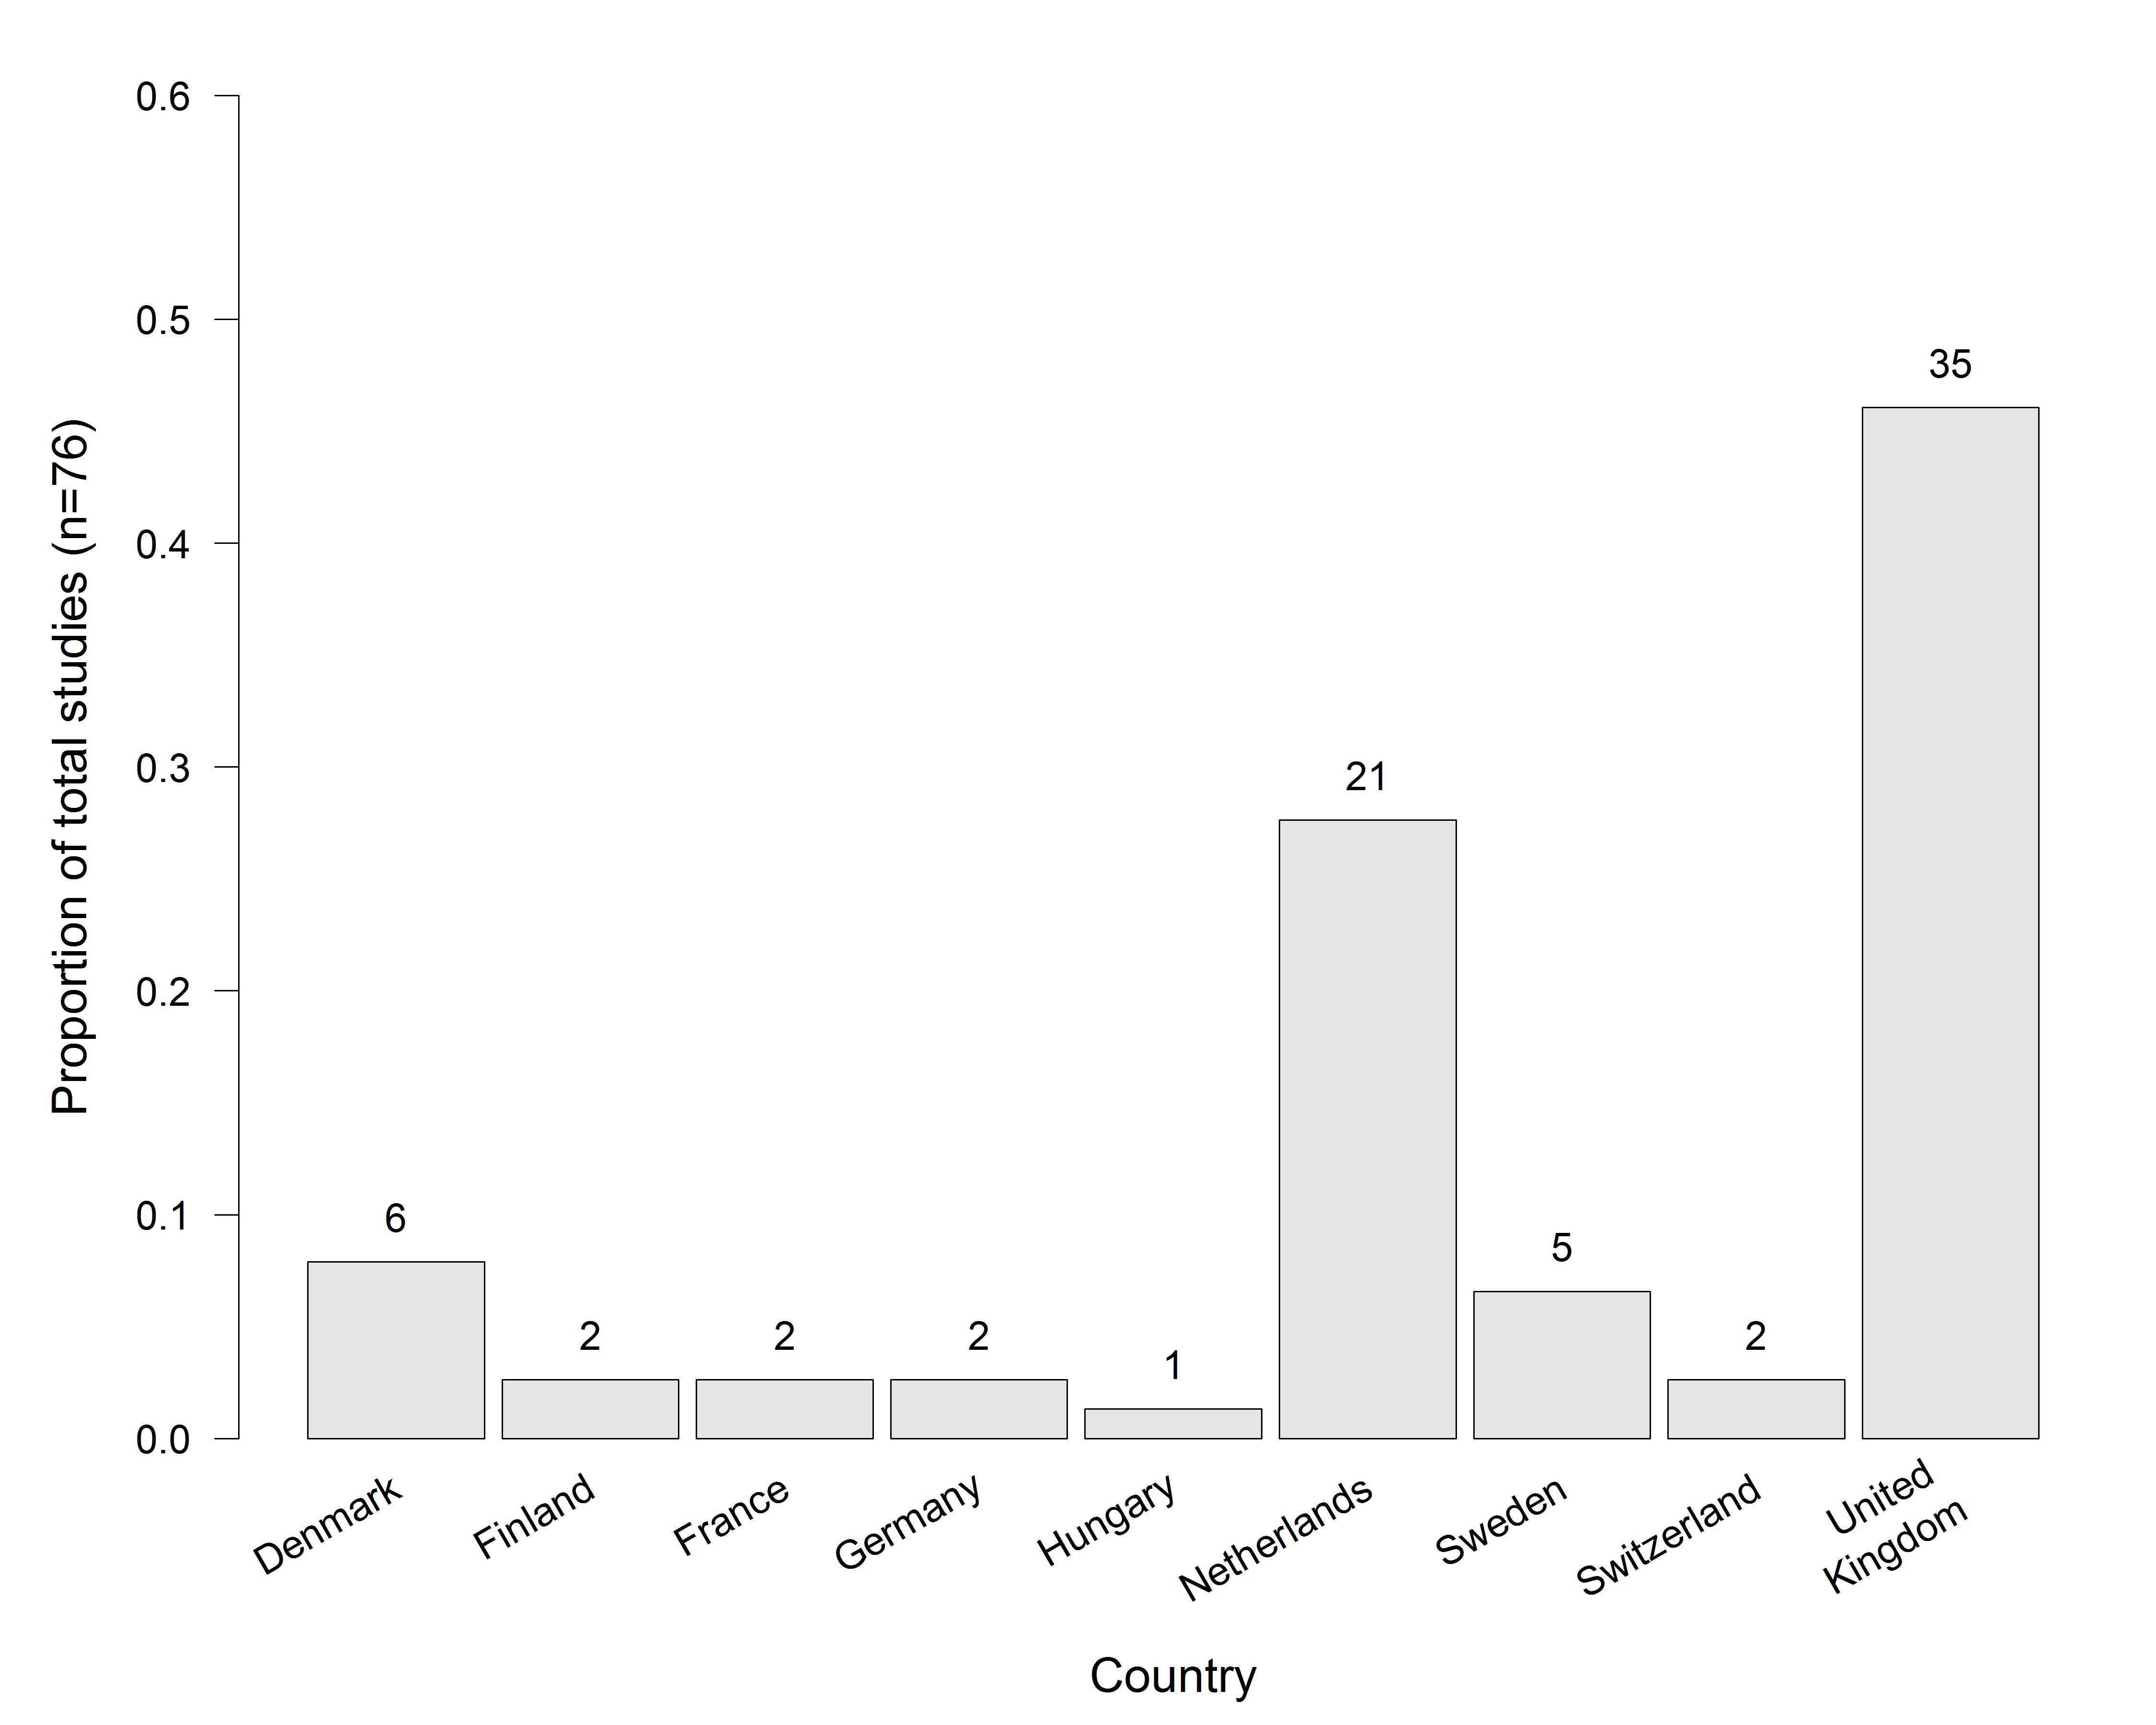 0.6
0.5
0.4
0.3
0.2
0.1
0.0
Proportion of total studies (n=76)
6
2
2
2
1
21
5
2
35
Denmark
Finland
France
Germany
Hungary
Netherlands
Sweden
Switzerland
United
Kingdom
Country